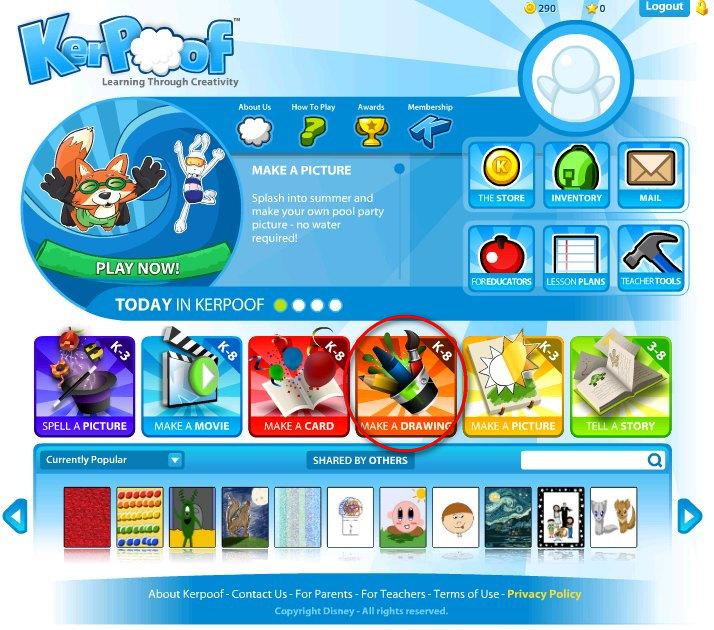 290 0 Logout
KerPoof™
Learning Through Creativity
About Us How To Play Awards Membership
MAKE A PICTURE
Splash into summer and
make your own pool party
picture - no water
required!
PLAY NOW!
TODAY IN KERPOOF
K
THE STORE INVENTORY MAIL
FOR EDUCATORS LESSON PLANS TEACHER TOOLS
K-3 K-8 K-8 K-8 K-3 3-8
SPELL A PICTURE MAKE A MOVIE MAKE A CARD MAKE A DRAWING MAKE A PICTURE TELL A STORY
Currently Popular SHARED BY OTHERS
About Kerpoof - Contact Us - For Parents - For Teachers - Terms of Use - Privacy Policy
Copyright Disney - All rights reserved.